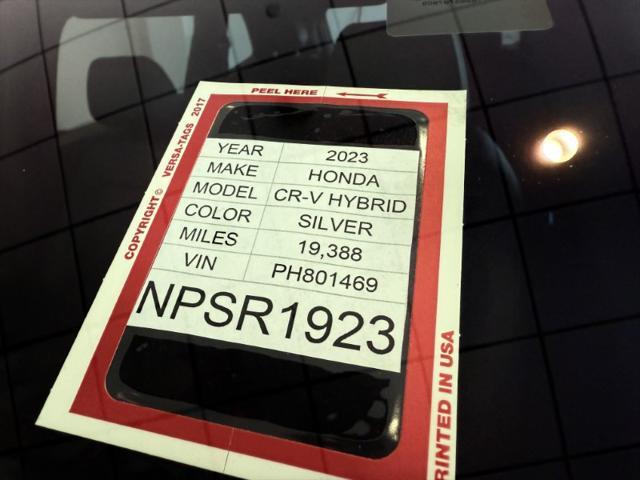 PEEL HERE
COPYRIGHT © VERSA-TAGS 2017
YEAR 2023
MAKE HONDA
MODEL CR-V HYBRID
COLOR SILVER
MILES 19,388
VIN PH801469
NPSR1923
RINTED IN USA